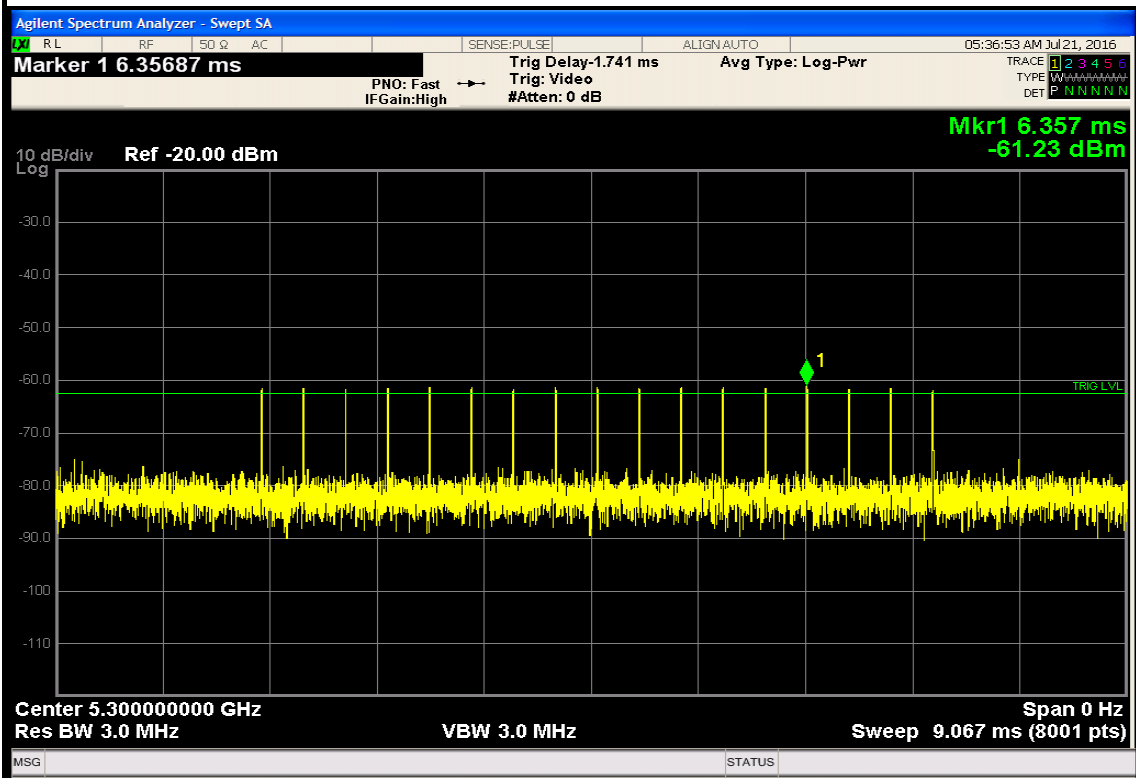 Agilent Spectrum Analyzer - Swept SA
LXI RL RF 50 Ω AC SENSE:PULSE ALIGN AUTO 05:36:53 AM Jul 21, 2016
Marker 1 6.35687 ms
PNO: Fast
IFGain:High
Trig Delay-1.741 ms
Trig: Video
#Atten: 0 dB
Avg Type: Log-Pwr
TRACE 1 2 3 4 5 6
TYPE WWWWWWW
DET P N N N N N
Mkr1 6.357 ms
-61.23 dBm
10 dB/div Ref -20.00 dBm
Log
-30.0
-40.0
-50.0
1
-60.0
TRIG LVL
-70.0
-80.0
-90.0
-100
-110
Center 5.300000000 GHz Span 0 Hz
Res BW 3.0 MHz VBW 3.0 MHz Sweep 9.067 ms (8001 pts)
MSG STATUS